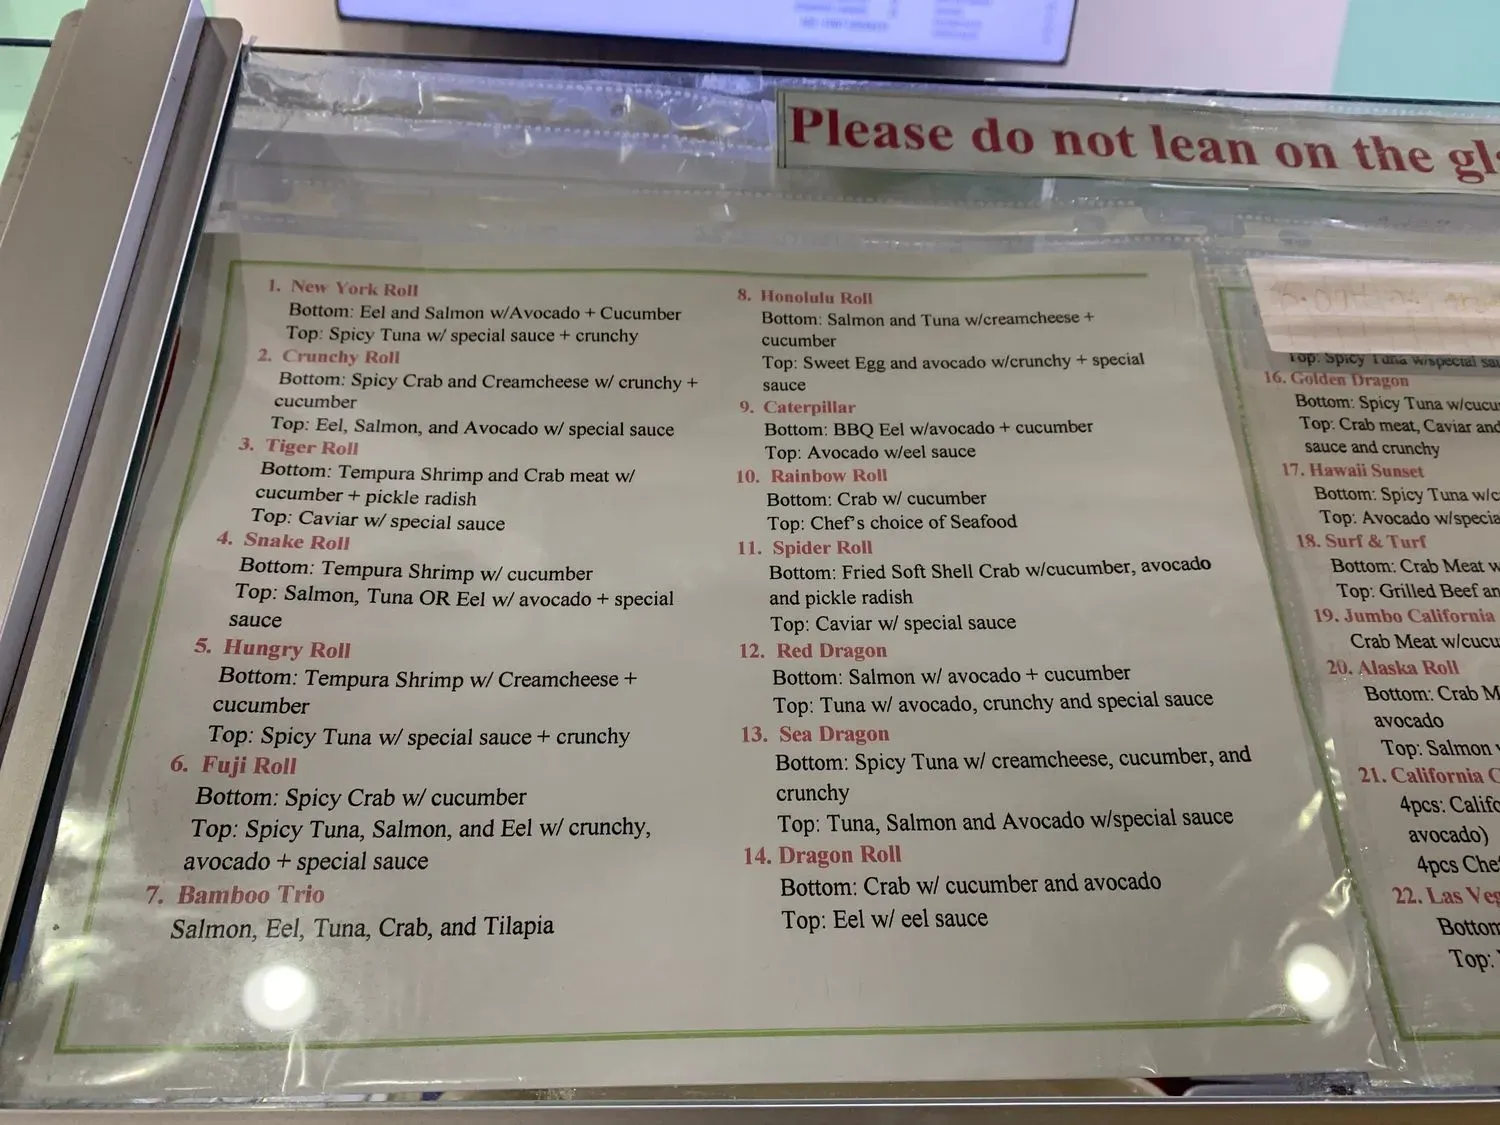 Please do not lean on the
1. New York Roll
Bottom: Eel and Salmon w/Avocado + Cucumber
Top: Spicy Tuna w/ special sauce + crunchy
2. Crunchy Roll
Bottom: Spicy Crab and Creamcheese w/ crunchy +
cucumber
Top: Eel, Salmon, and Avocado w/ special sauce
3. Tiger Roll
Bottom: Tempura Shrimp and Crab meat w/
cucumber + pickle radish
Top: Caviar w/ special sauce
4. Snake Roll
Bottom: Tempura Shrimp w/ cucumber
Top: Salmon, Tuna OR Eel w/ avocado + special
sauce
5. Hungry Roll
Bottom: Tempura Shrimp w/ Creamcheese +
cucumber
Top: Spicy Tuna w/ special sauce + crunchy
6. Fuji Roll
Bottom: Spicy Crab w/ cucumber
Top: Spicy Tuna, Salmon, and Eel w/ crunchy,
avocado + special sauce
7. Bamboo Trio
Salmon, Eel, Tuna, Crab, and Tilapia
8. Honolulu Roll
Bottom: Salmon and Tuna w/creamcheese +
cucumber
Top: Sweet Egg and avocado w/crunchy + special
sauce
9. Caterpillar
Bottom: BBQ Eel w/avocado + cucumber
Top: Avocado w/eel sauce
10. Rainbow Roll
Bottom: Crab w/ cucumber
Top: Chef's choice of Seafood
11. Spider Roll
Bottom: Fried Soft Shell Crab w/cucumber, avocado
and pickle radish
Top: Caviar w/ special sauce
12. Red Dragon
Bottom: Salmon w/ avocado + cucumber
Top: Tuna w/ avocado, crunchy and special sauce
13. Sea Dragon
Bottom: Spicy Tuna w/ creamcheese, cucumber, and
crunchy
Top: Tuna, Salmon and Avocado w/special sauce
14. Dragon Roll
Bottom: Crab w/ cucumber and avocado
Top: Eel w/ eel sauce
Top: Spicy Tuna w/special
16. Golden Dragon
Bottom: Spicy Tuna
Top: Crab meat, Caviar and
sauce and crunchy
17. Hawaii Sunset
Bottom: Spicy Tuna
Top: Avocado
18. Surf & Turf
Bottom: Crab Meat
Top: Grilled Beef
19. Jumbo California
Crab Meat
20. Alaska Roll
Bottom: Crab
avocado
Top: Salmon
21. California
4pcs:
avocado)
4pcs
22. Las
Bottom
Top: